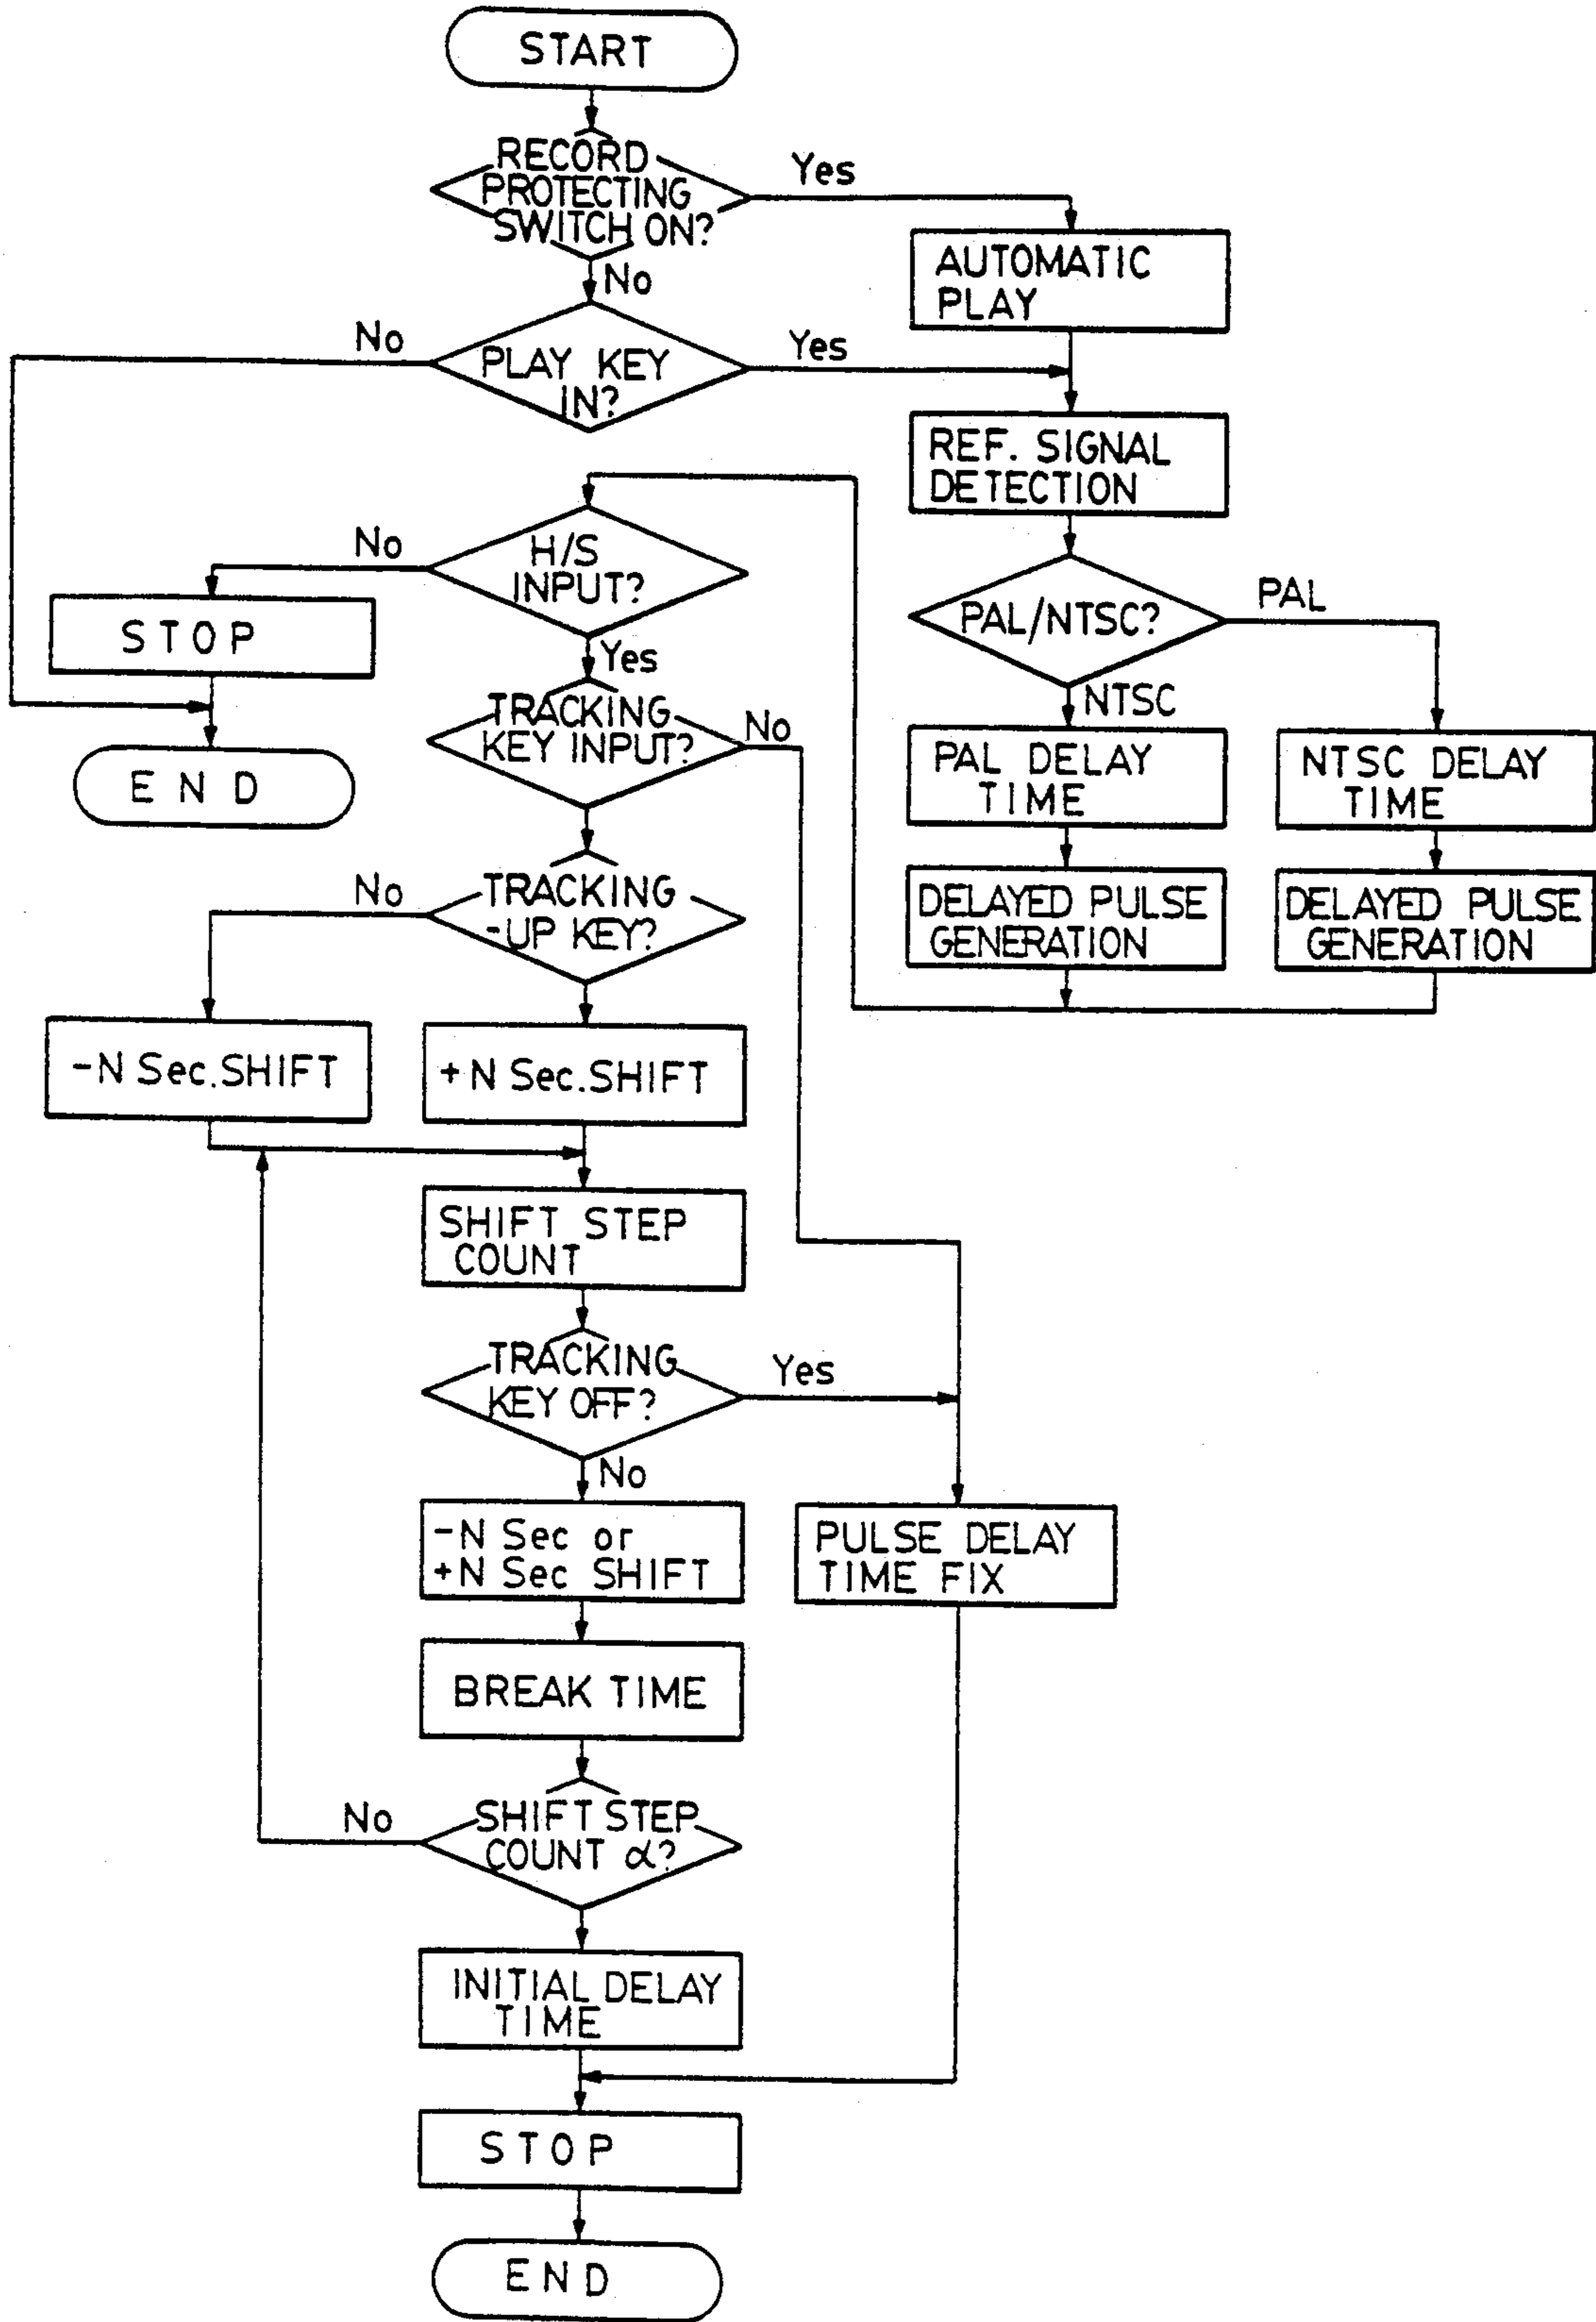 START
RECORD
PROTECTING
SWITCH ON?
Yes
No
AUTOMATIC
PLAY
PLAY KEY
IN?
No
Yes
REF. SIGNAL
DETECTION
H/S
INPUT?
No
Yes
STOP
END
PAL/NTSC?
PAL
NTSC
PAL DELAY
TIME
NTSC DELAY
TIME
DELAYED PULSE
GENERATION
DELAYED PULSE
GENERATION
TRACKING
KEY INPUT?
No
TRACKING
-UP KEY?
No
-N Sec.SHIFT
+N Sec.SHIFT
SHIFT STEP
COUNT
TRACKING
KEY OFF?
Yes
No
-N Sec or
+N Sec SHIFT
PULSE DELAY
TIME FIX
BREAK TIME
SHIFT STEP
COUNT α?
No
INITIAL DELAY
TIME
STOP
END